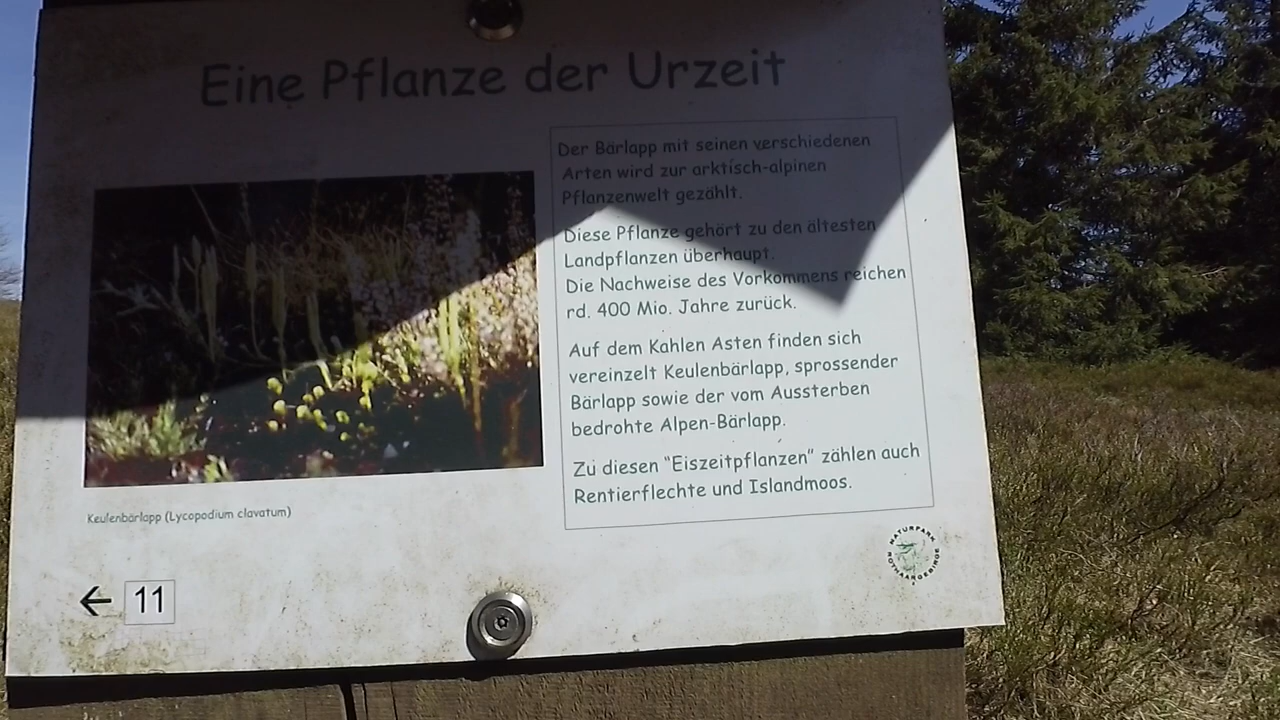 Eine Pflanze der Urzeit
Der Bärlapp mit seinen verschiedenen
Arten wird zur arktisch-alpinen
Pflanzenwelt gezählt.
Diese Pflanze gehört zu den ältesten
Landpflanzen überhaupt.
Die Nachweise des Vorkommens reichen
rd. 400 Mio. Jahre zurück.
Auf dem Kahlen Asten finden sich
vereinzelt Keulenbärlapp, sprossender
Bärlapp sowie der vom Aussterben
bedrohte Alpen-Bärlapp.
Zu diesen "Eiszeitpflanzen" zählen auch
Rentierflechte und Islandmoos.
Keulenbärlapp (Lycopodium clavatum)
NATURPARK
ROTHAARGEBIRGE
← 11